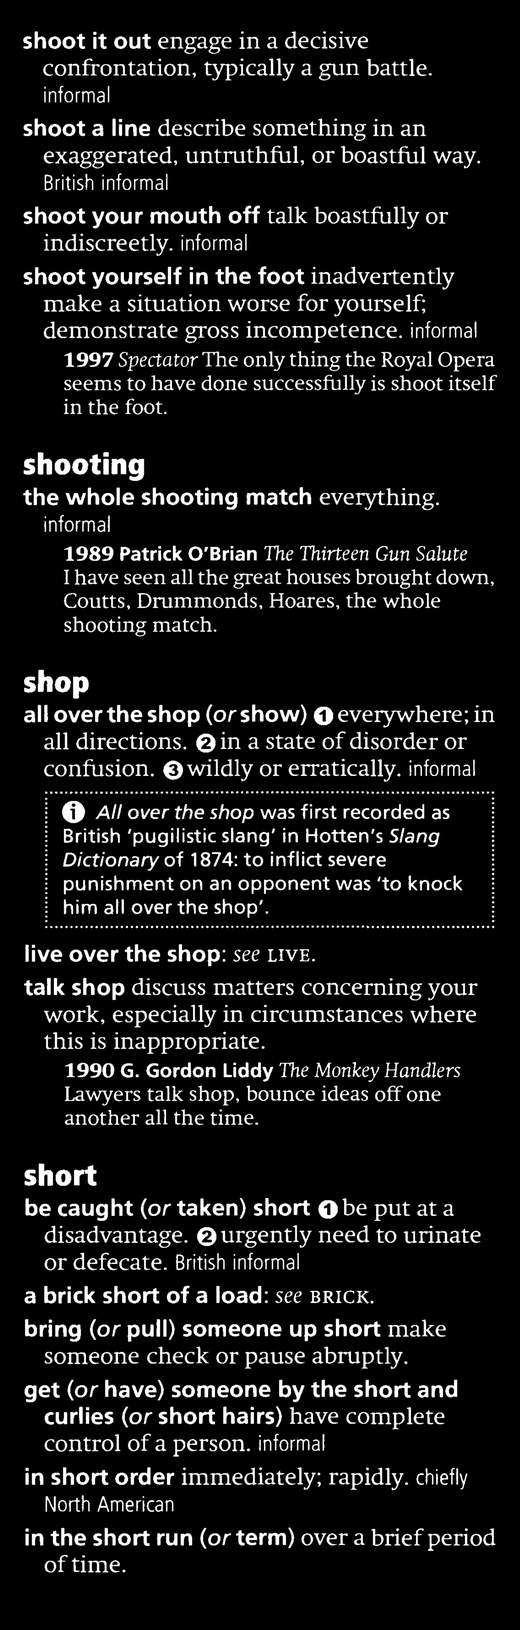 shoot it out engage in a decisive
confrontation, typically a gun battle.
informal
shoot a line describe something in an
exaggerated, untruthful, or boastful way.
British informal
shoot your mouth off talk boastfully or
indiscreetly. informal
shoot yourself in the foot inadvertently
make a situation worse for yourself;
demonstrate gross incompetence. informal
1997 Spectator The only thing the Royal Opera
seems to have done successfully is shoot itself
in the foot.
shooting
the whole shooting match everything.
informal
1989 Patrick O'Brian The Thirteen Gun Salute
I have seen all the great houses brought down,
Coutts, Drummonds, Hoares, the whole
shooting match.
shop
all over the shop (or show) ❶ everywhere; in
all directions. ❷ in a state of disorder or
confusion. ❸ wildly or erratically. informal
i All over the shop was first recorded as
British 'pugilistic slang' in Hotten's Slang
Dictionary of 1874: to inflict severe
punishment on an opponent was 'to knock
him all over the shop'.
live over the shop: see LIVE.
talk shop discuss matters concerning your
work, especially in circumstances where
this is inappropriate.
1990 G. Gordon Liddy The Monkey Handlers
Lawyers talk shop, bounce ideas off one
another all the time.
short
be caught (or taken) short ❶ be put at a
disadvantage. ❷ urgently need to urinate
or defecate. British informal
a brick short of a load: see BRICK.
bring (or pull) someone up short make
someone check or pause abruptly.
get (or have) someone by the short and
curlies (or short hairs) have complete
control of a person. informal
in short order immediately; rapidly. chiefly
North American
in the short run (or term) over a brief period
of time.